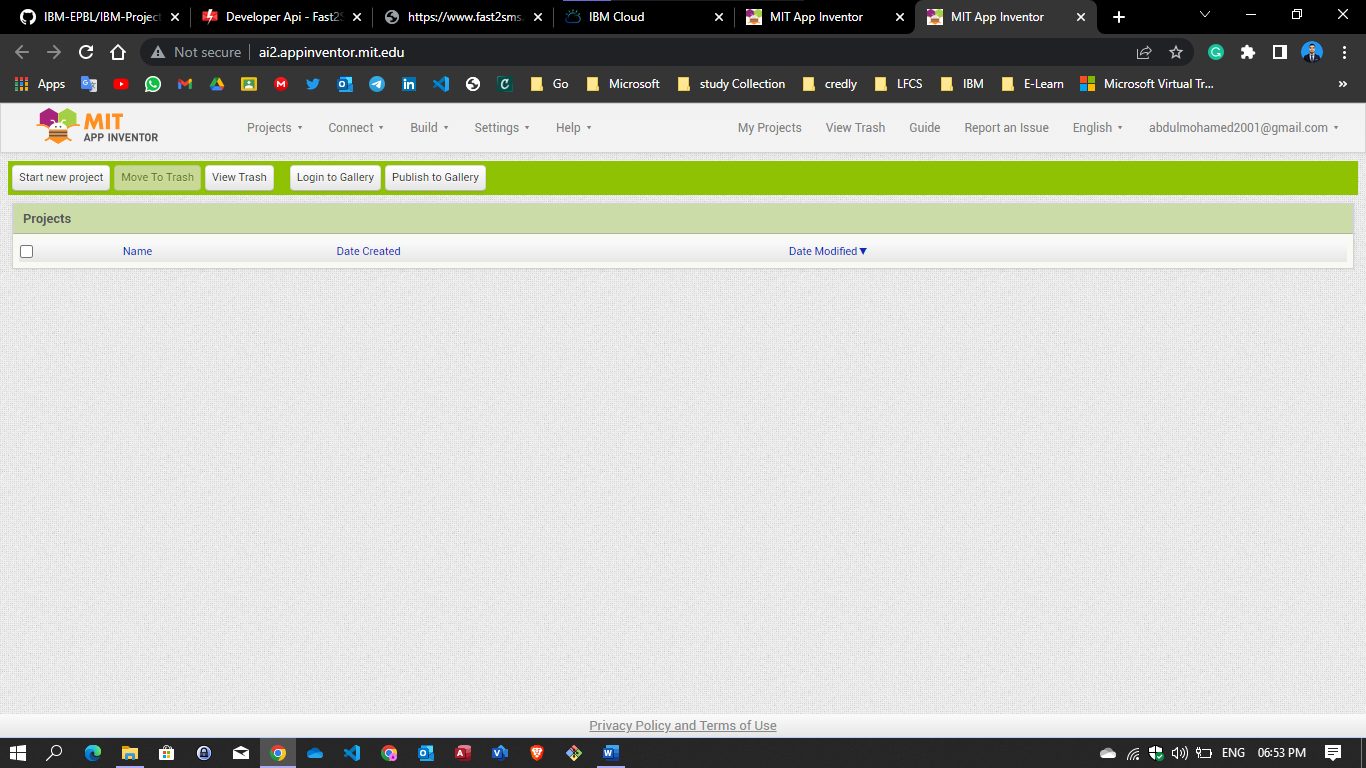 IBM-EPBL/IBM-Project
Developer Api - Fast2S
https://www.fast2sms.
IBM Cloud
MIT App Inventor
MIT App Inventor
Not secure
ai2.appinventor.mit.edu
Apps
Go
Microsoft
study Collection
credly
LFCS
IBM
E-Learn
Microsoft Virtual Tr...
»
MIT
APP INVENTOR
Projects
Connect
Build
Settings
Help
My Projects
View Trash
Guide
Report an Issue
English
abdulmohamed2001@gmail.com
Start new project
Move To Trash
View Trash
Login to Gallery
Publish to Gallery
Projects
Name
Date Created
Date Modified
Privacy Policy and Terms of Use
ENG
06:53 PM